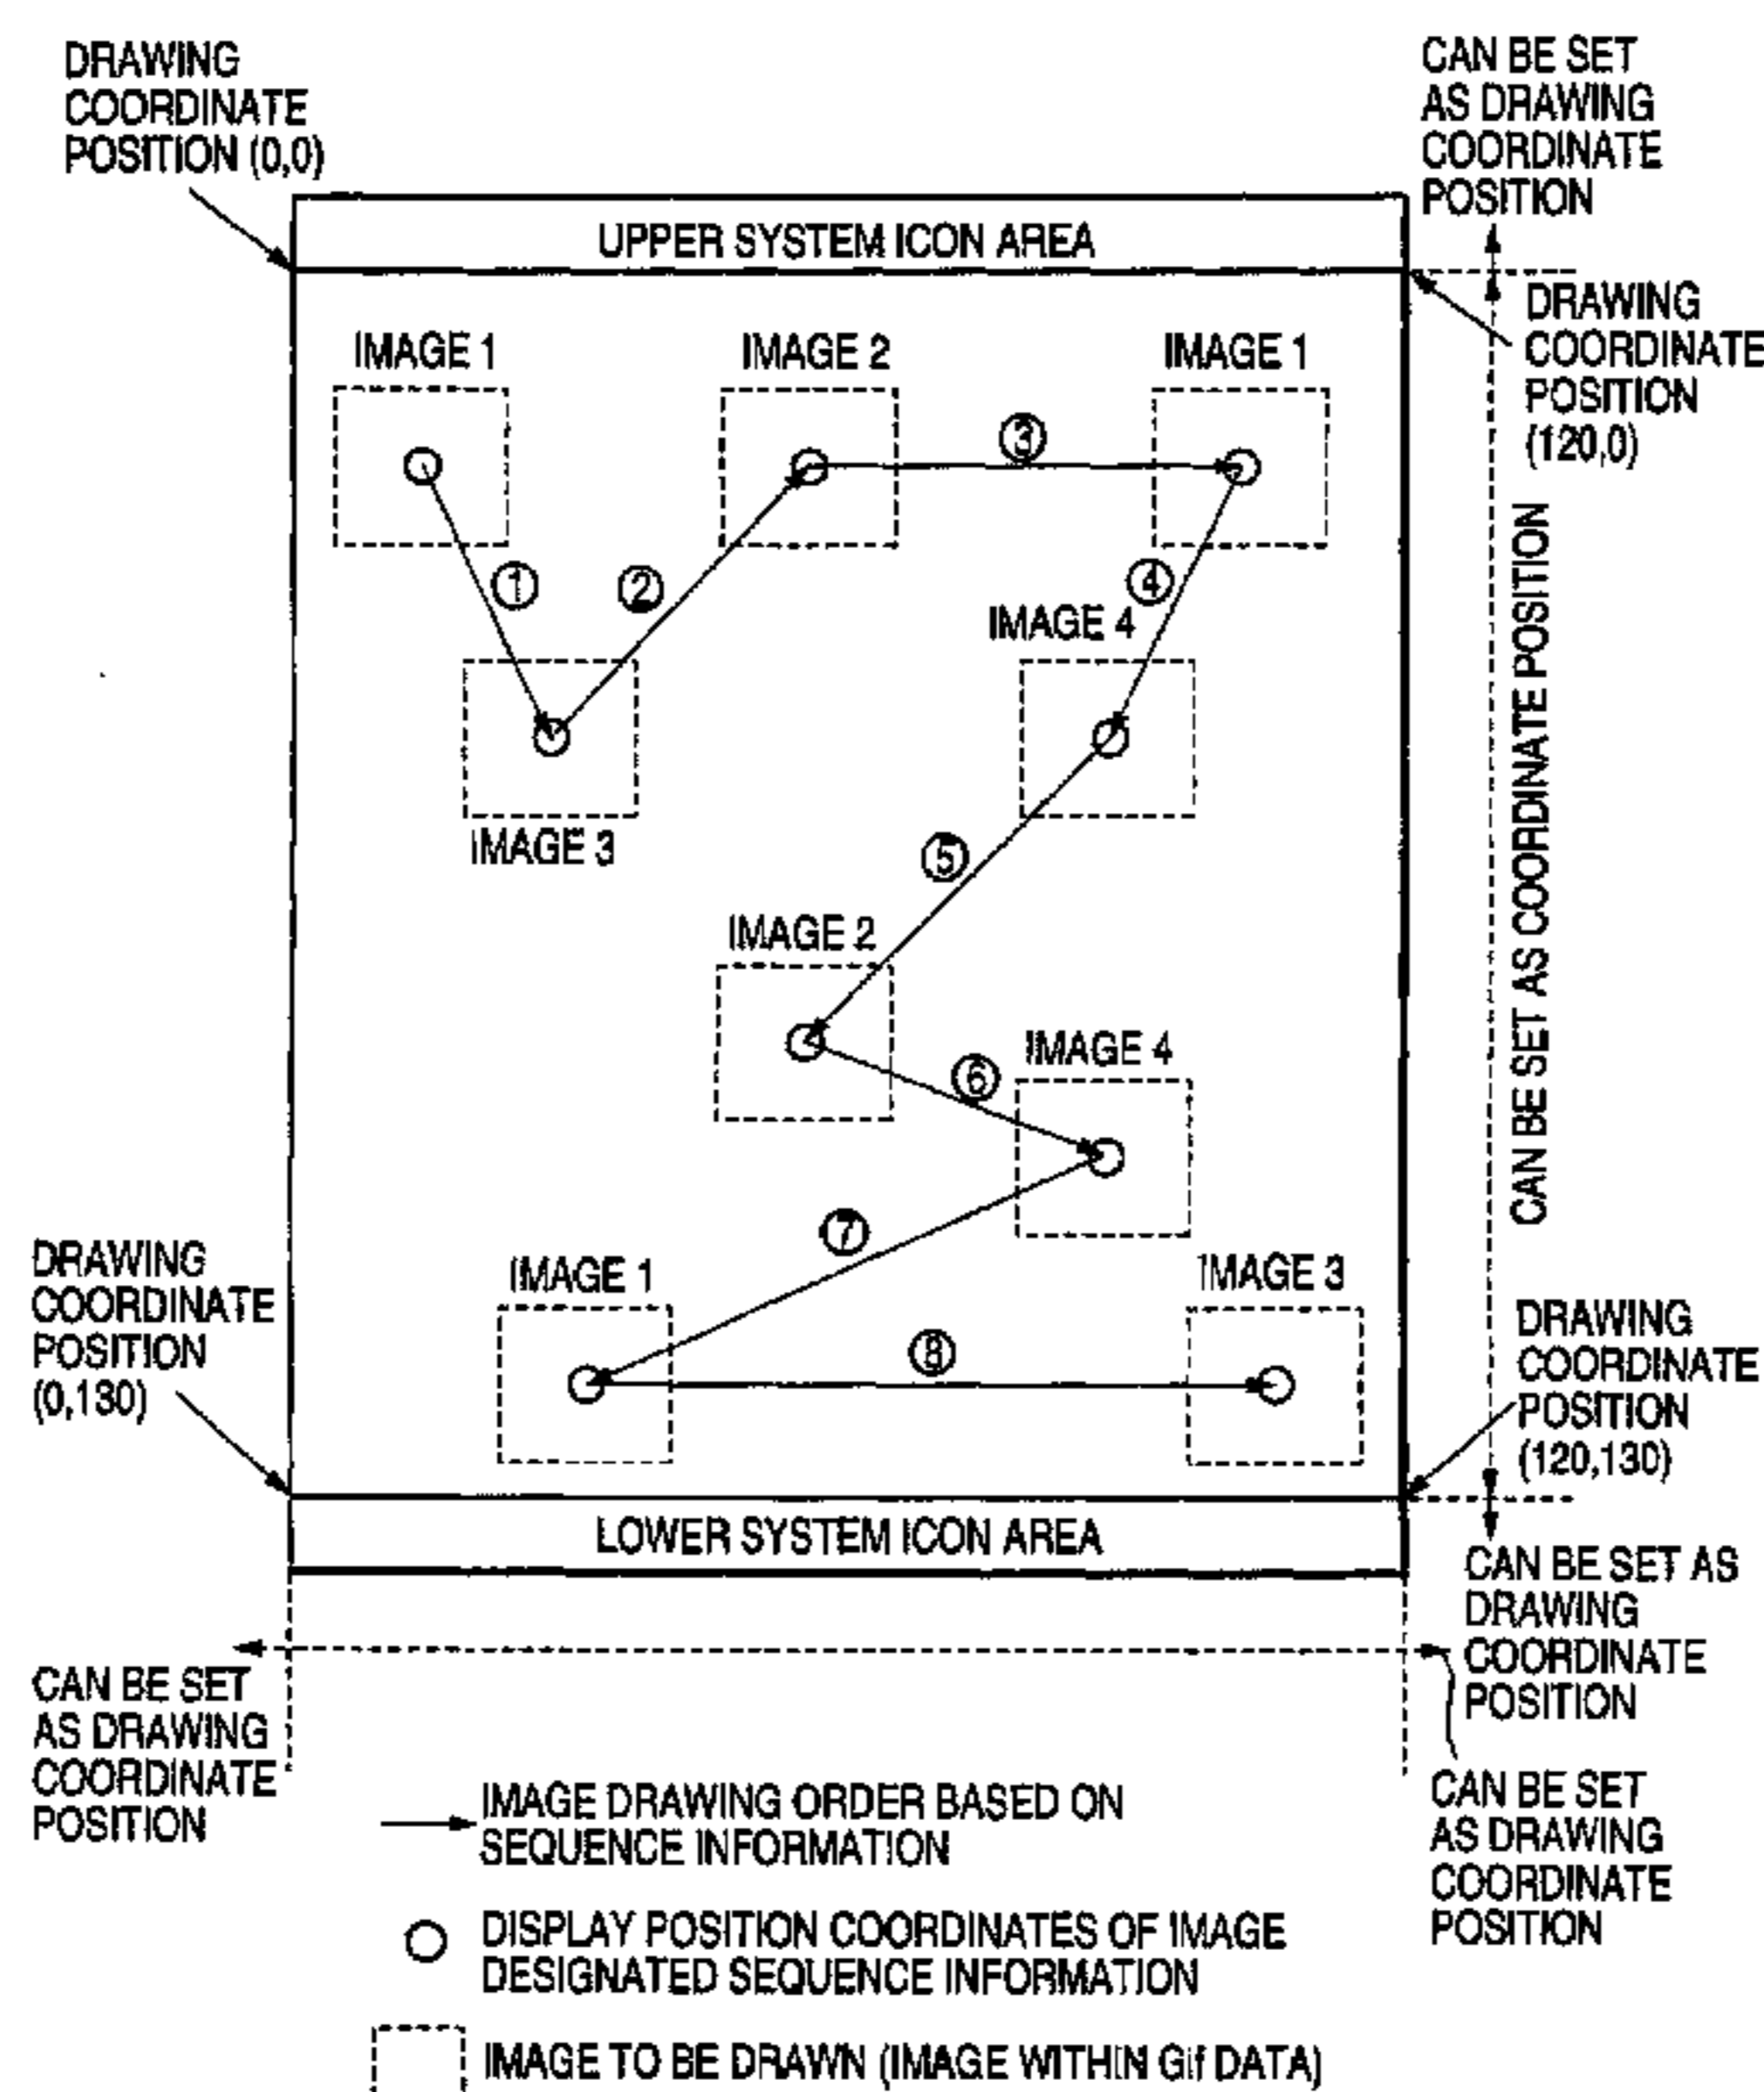 DRAWING
COORDINATE
POSITION (0,0)
CAN BE SET
AS DRAWING
COORDINATE
POSITION
UPPER SYSTEM ICON AREA
DRAWING
COORDINATE
POSITION
(120,0)
IMAGE 1
IMAGE 2
IMAGE 1
③
①
②
④
IMAGE 4
IMAGE 3
CAN BE SET AS COORDINATE POSITION
⑤
IMAGE 2
IMAGE 4
⑥
⑦
IMAGE 1
IMAGE 3
⑧
DRAWING
COORDINATE
POSITION
(0,130)
DRAWING
COORDINATE
POSITION
(120,130)
LOWER SYSTEM ICON AREA
CAN BE SET AS
DRAWING
COORDINATE
POSITION
CAN BE SET
AS DRAWING
COORDINATE
POSITION
CAN BE SET
AS DRAWING
COORDINATE
POSITION
IMAGE DRAWING ORDER BASED ON
SEQUENCE INFORMATION
DISPLAY POSITION COORDINATES OF IMAGE
DESIGNATED SEQUENCE INFORMATION
IMAGE TO BE DRAWN (IMAGE WITHIN Gif DATA)